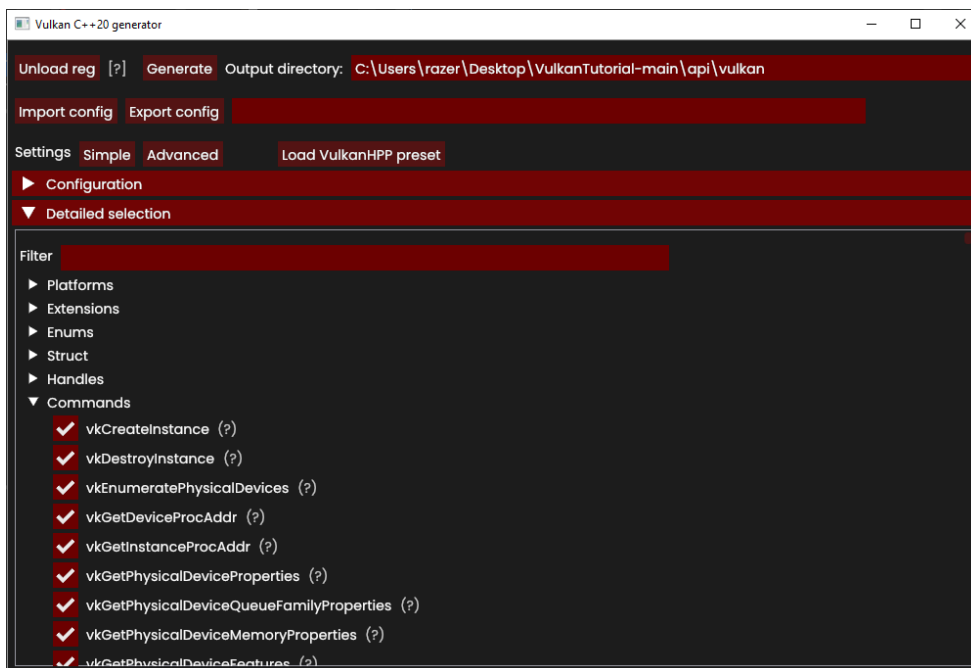 Vulkan C++20 generator
Unload reg [?] Generate Output directory: C:\Users\razer\Desktop\VulkanTutorial-main\api\vulkan
Import config Export config
Settings Simple Advanced Load VulkanHPP preset
Configuration
Detailed selection
Filter
Platforms
Extensions
Enums
Struct
Handles
Commands
vkCreateInstance (?)
vkDestroyInstance (?)
vkEnumeratePhysicalDevices (?)
vkGetDeviceProcAddr (?)
vkGetInstanceProcAddr (?)
vkGetPhysicalDeviceProperties (?)
vkGetPhysicalDeviceQueueFamilyProperties (?)
vkGetPhysicalDeviceMemoryProperties (?)
vkGetPhysicalDeviceFeatures (?)